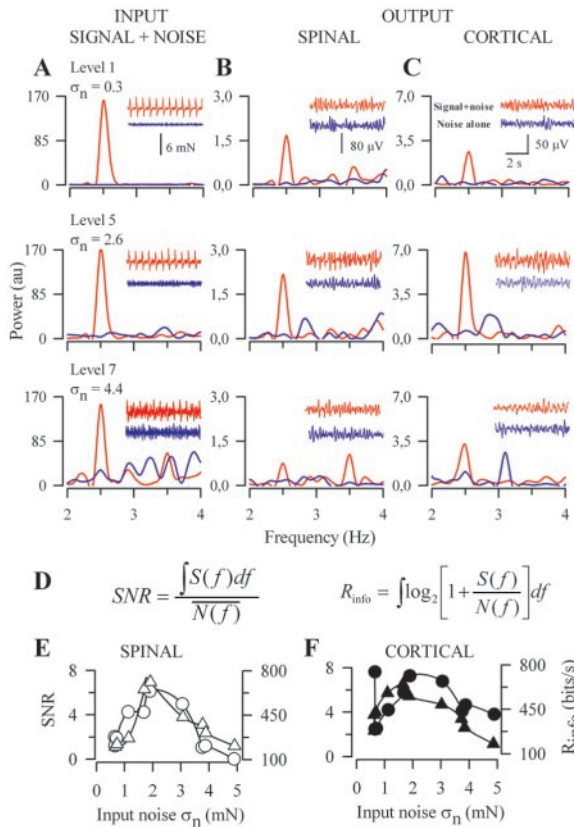 INPUT OUTPUT
SIGNAL + NOISE SPINAL CORTICAL
A B C
Level 1
σn = 0.3
170 3,0 7,0
Signal+noise
Noise alone
85 1,5 3,5
6 mN 80 μV 50 μV
2 s
0 0,0 0,0
Level 5
σn = 2.6
170 3,0 7,0
85 1,5 3,5
0 0,0 0,0
Power (au)
Level 7
σn = 4.4
170 3,0 7,0
85 1,5 3,5
0 0,0 0,0
2 3 4 2 3 4 2 3 4
Frequency (Hz)
D SNR = ∫S(f)df / N(f) Rinfo = ∫log2[1+ S(f) / N(f)]df
E SPINAL F CORTICAL
8 800 8 800
4 450 4 450
0 100 0 100
SNR
Rinfo (bits/s)
0 1 2 3 4 5 0 1 2 3 4 5
Input noise σn (mN) Input noise σn (mN)